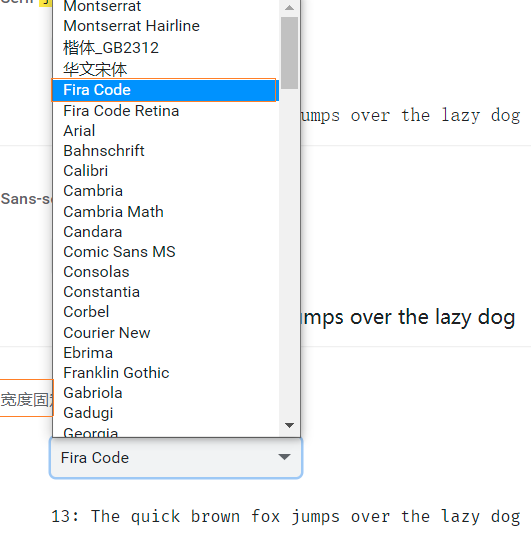 Montserrat
Montserrat Hairline
楷体_GB2312
华文宋体
Fira Code
Fira Code Retina
umps over the lazy dog
Arial
Bahnschrift
Calibri
Sans-s
Cambria
Cambria Math
Candara
Comic Sans MS
Consolas
Constantia
Corbel
umps over the lazy dog
Courier New
Ebrima
Franklin Gothic
Gabriola
宽度固
Gadugi
Georgia
Fira Code
13: The quick brown fox jumps over the lazy dog